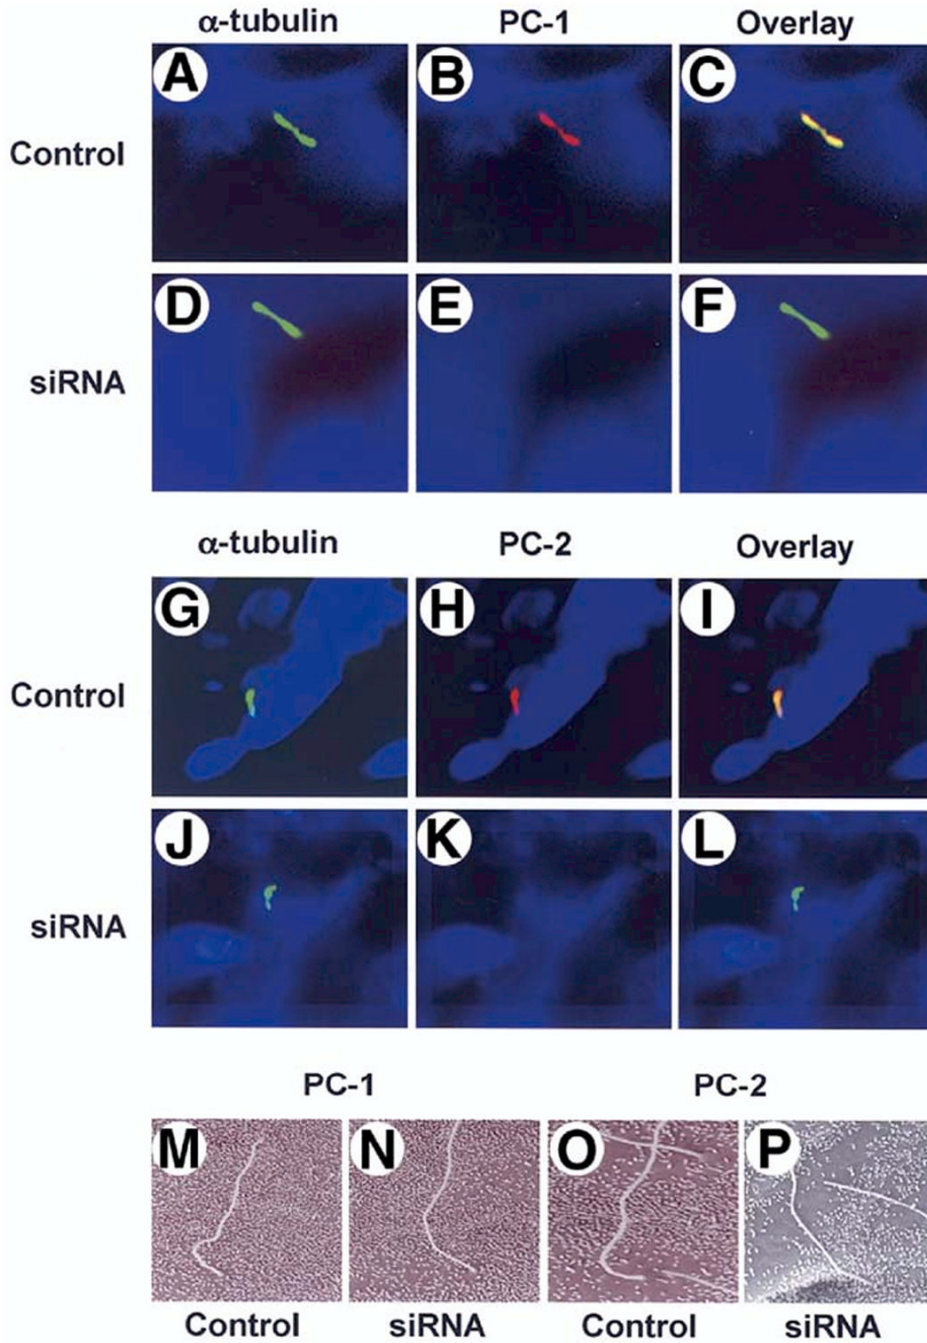 α-tubulin PC-1 Overlay
Control A B C
siRNA D E F
α-tubulin PC-2 Overlay
Control G H I
siRNA J K L
PC-1 PC-2
M N O P
Control siRNA Control siRNA